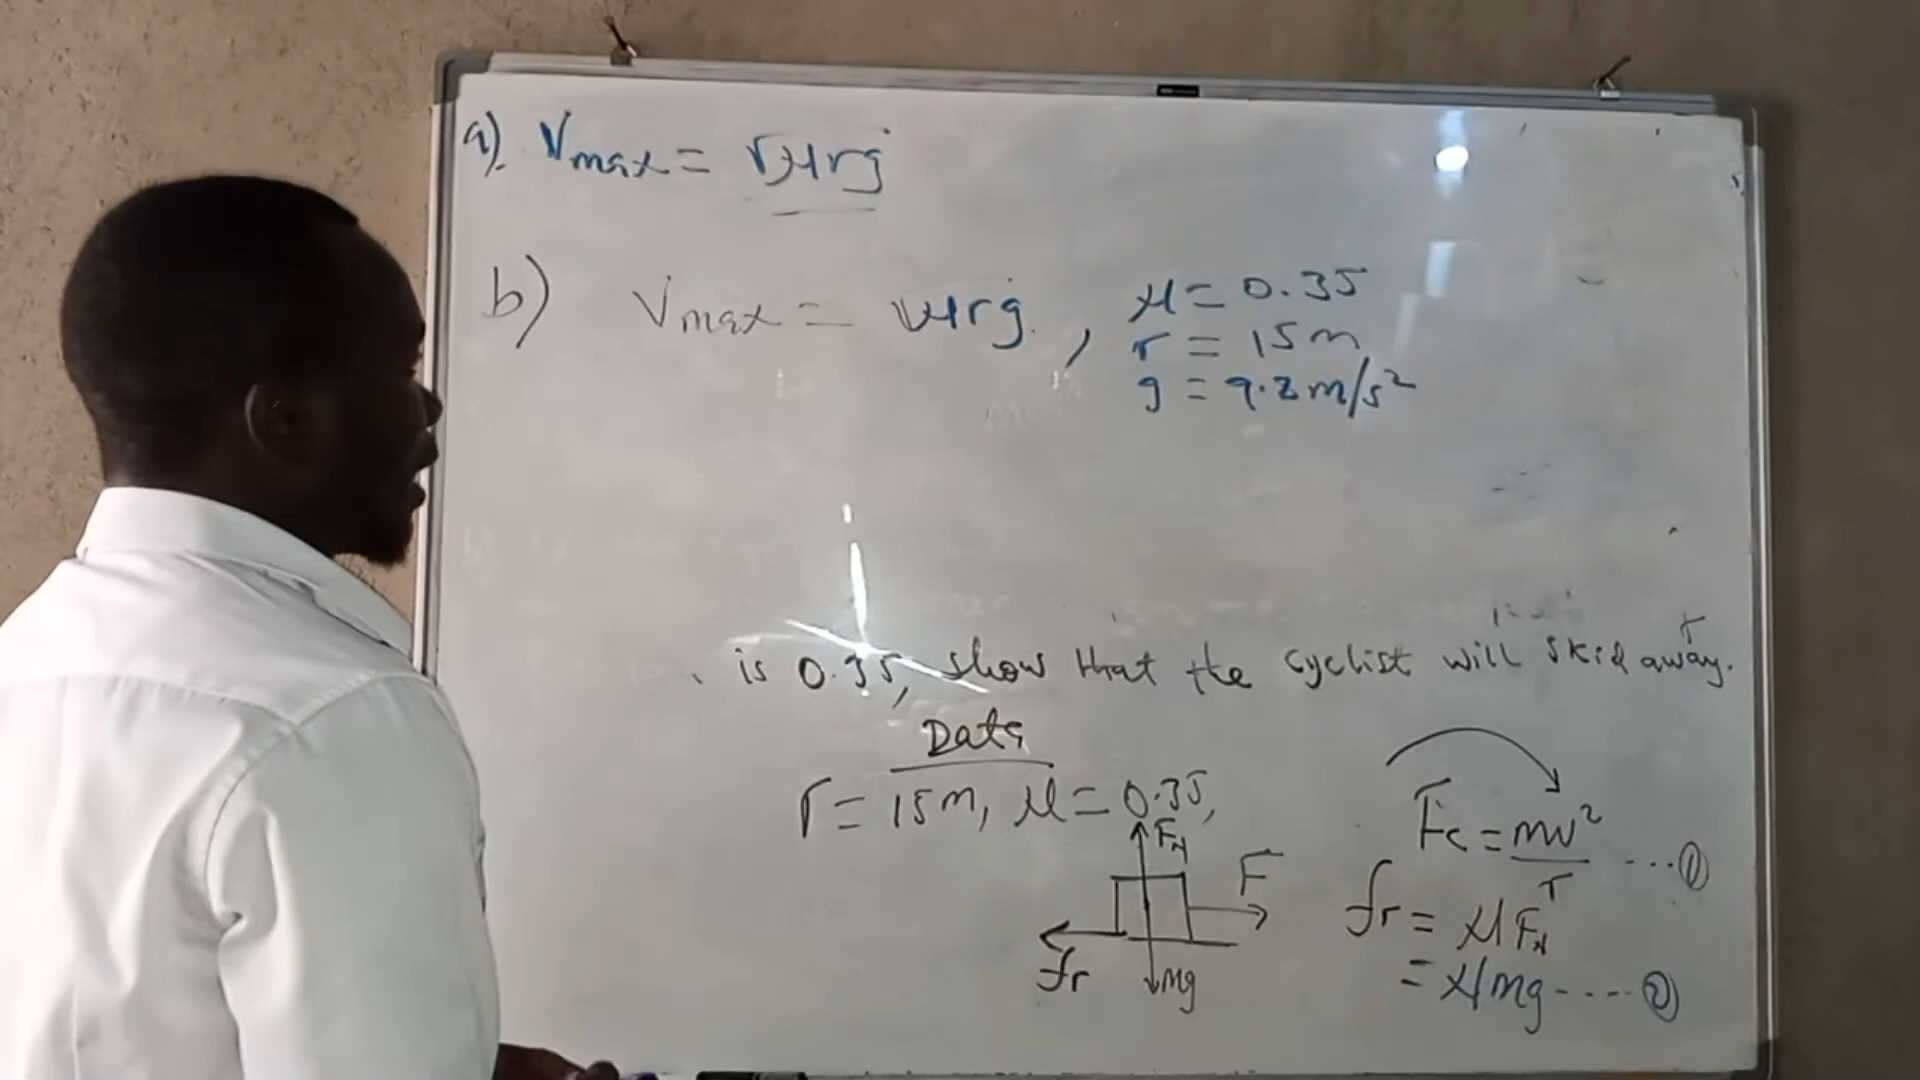 a). Vmax = √μrg
b) Vmax = √μrg , μ = 0.35
r = 15m
g = 9.8m/s²
is 0.35, show that the cyclist will skid away.
Data
r = 15m, μ = 0.35,
FN
F
fr
mg
Fc = mv²/r ----①
fr = μFN
= μmg ----②